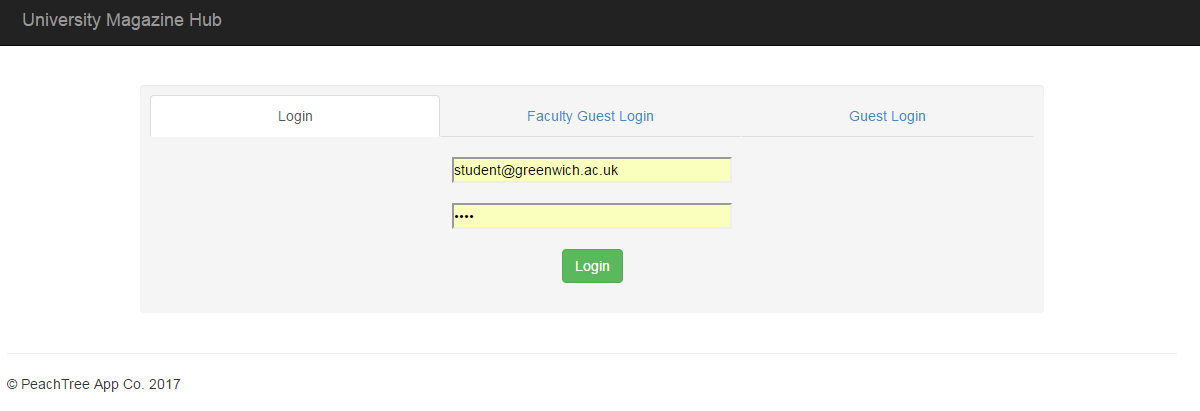 University Magazine Hub
Login Faculty Guest Login Guest Login
student@greenwich.ac.uk
••••
Login
© PeachTree App Co. 2017